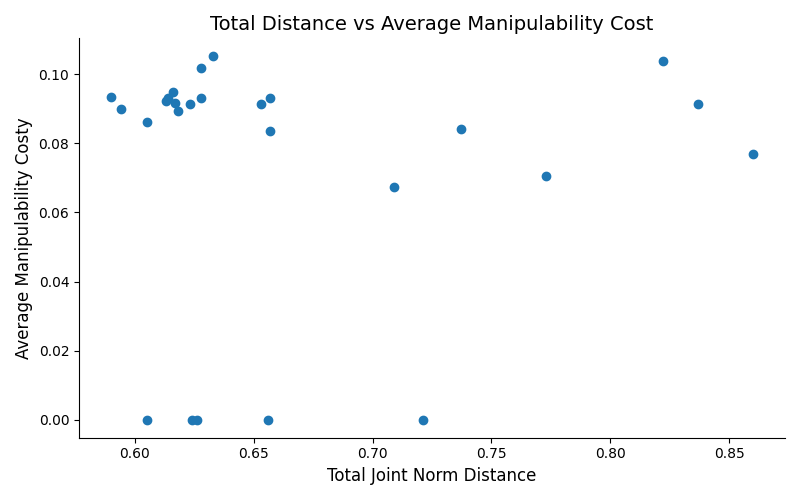 Total Distance vs Average Manipulability Cost
Average Manipulability Costy
0.10
0.08
0.06
0.04
0.02
0.00
0.60 0.65 0.70 0.75 0.80 0.85
Total Joint Norm Distance